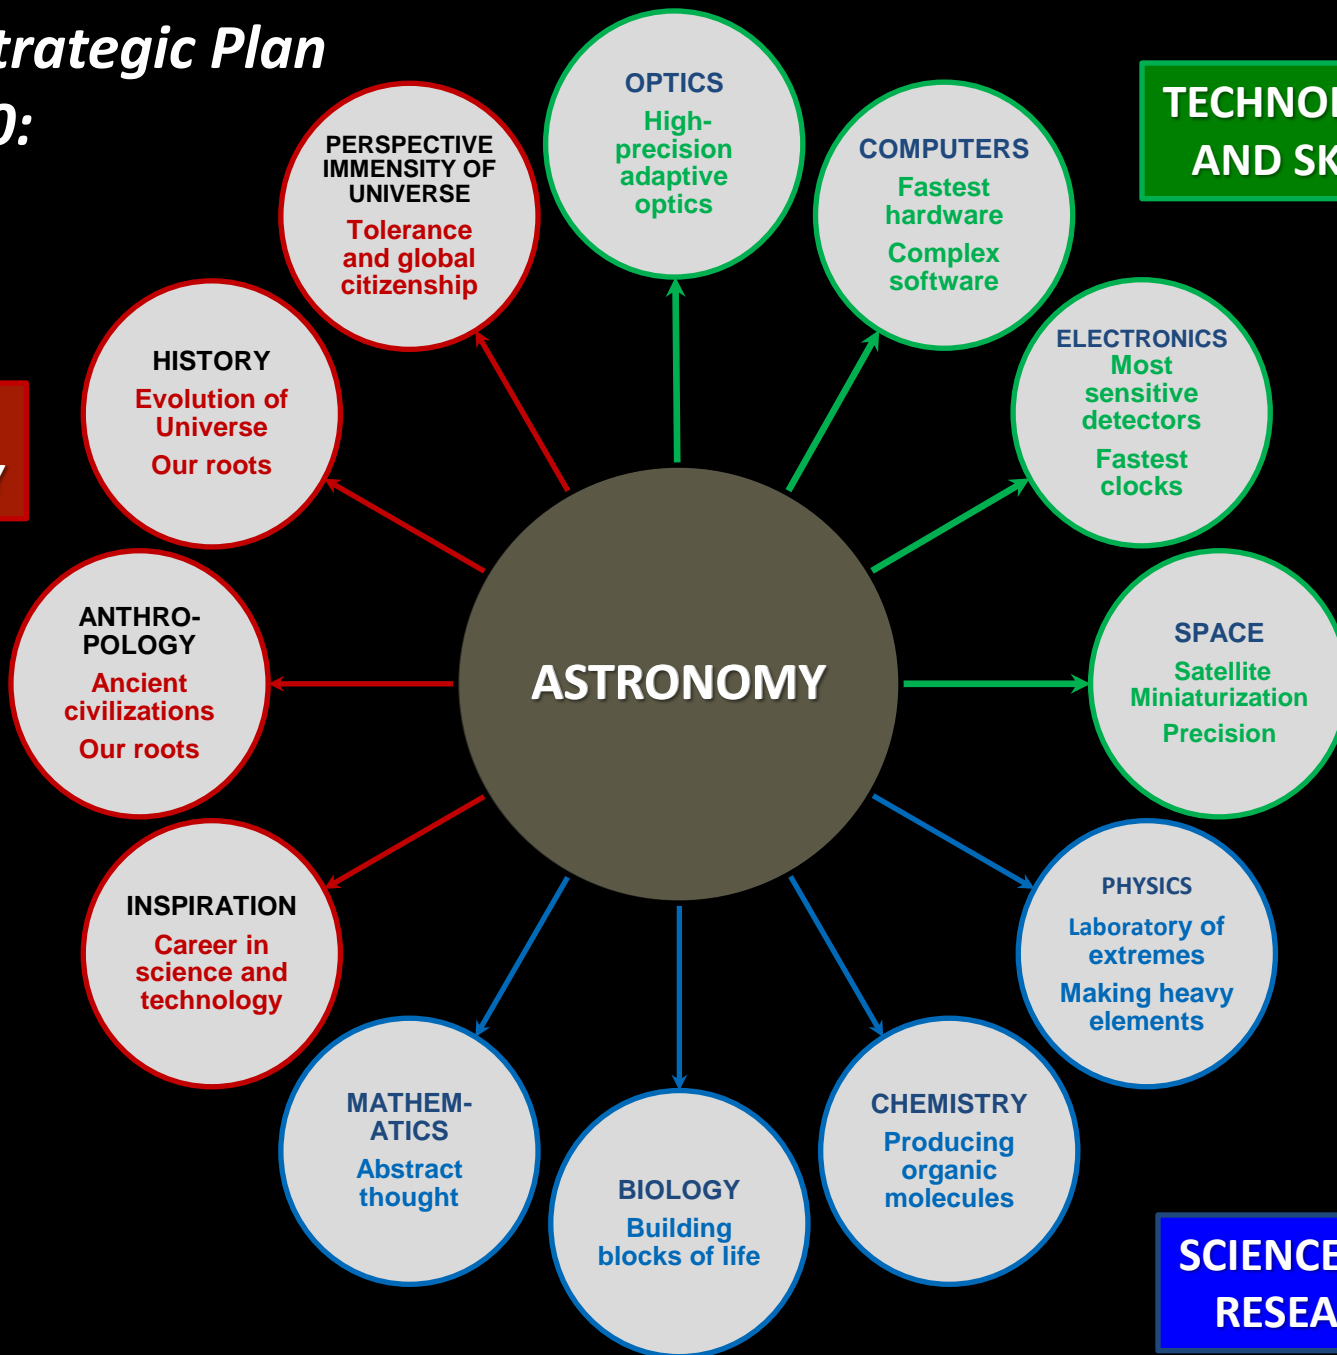 trategic Plan
0:
TECHNOL
AND SK
OPTICS
High-
precision
adaptive
optics
COMPUTERS
Fastest
hardware
Complex
software
ELECTRONICS
Most
sensitive
detectors
Fastest
clocks
SPACE
Satellite
Miniaturization
Precision
PHYSICS
Laboratory of
extremes
Making heavy
elements
CHEMISTRY
Producing
organic
molecules
BIOLOGY
Building
blocks of life
MATHEM-
ATICS
Abstract
thought
INSPIRATION
Career in
science and
technology
ANTHRO-
POLOGY
Ancient
civilizations
Our roots
HISTORY
Evolution of
Universe
Our roots
PERSPECTIVE
IMMENSITY OF
UNIVERSE
Tolerance
and global
citizenship
Y
ASTRONOMY
SCIENCE
RESEA